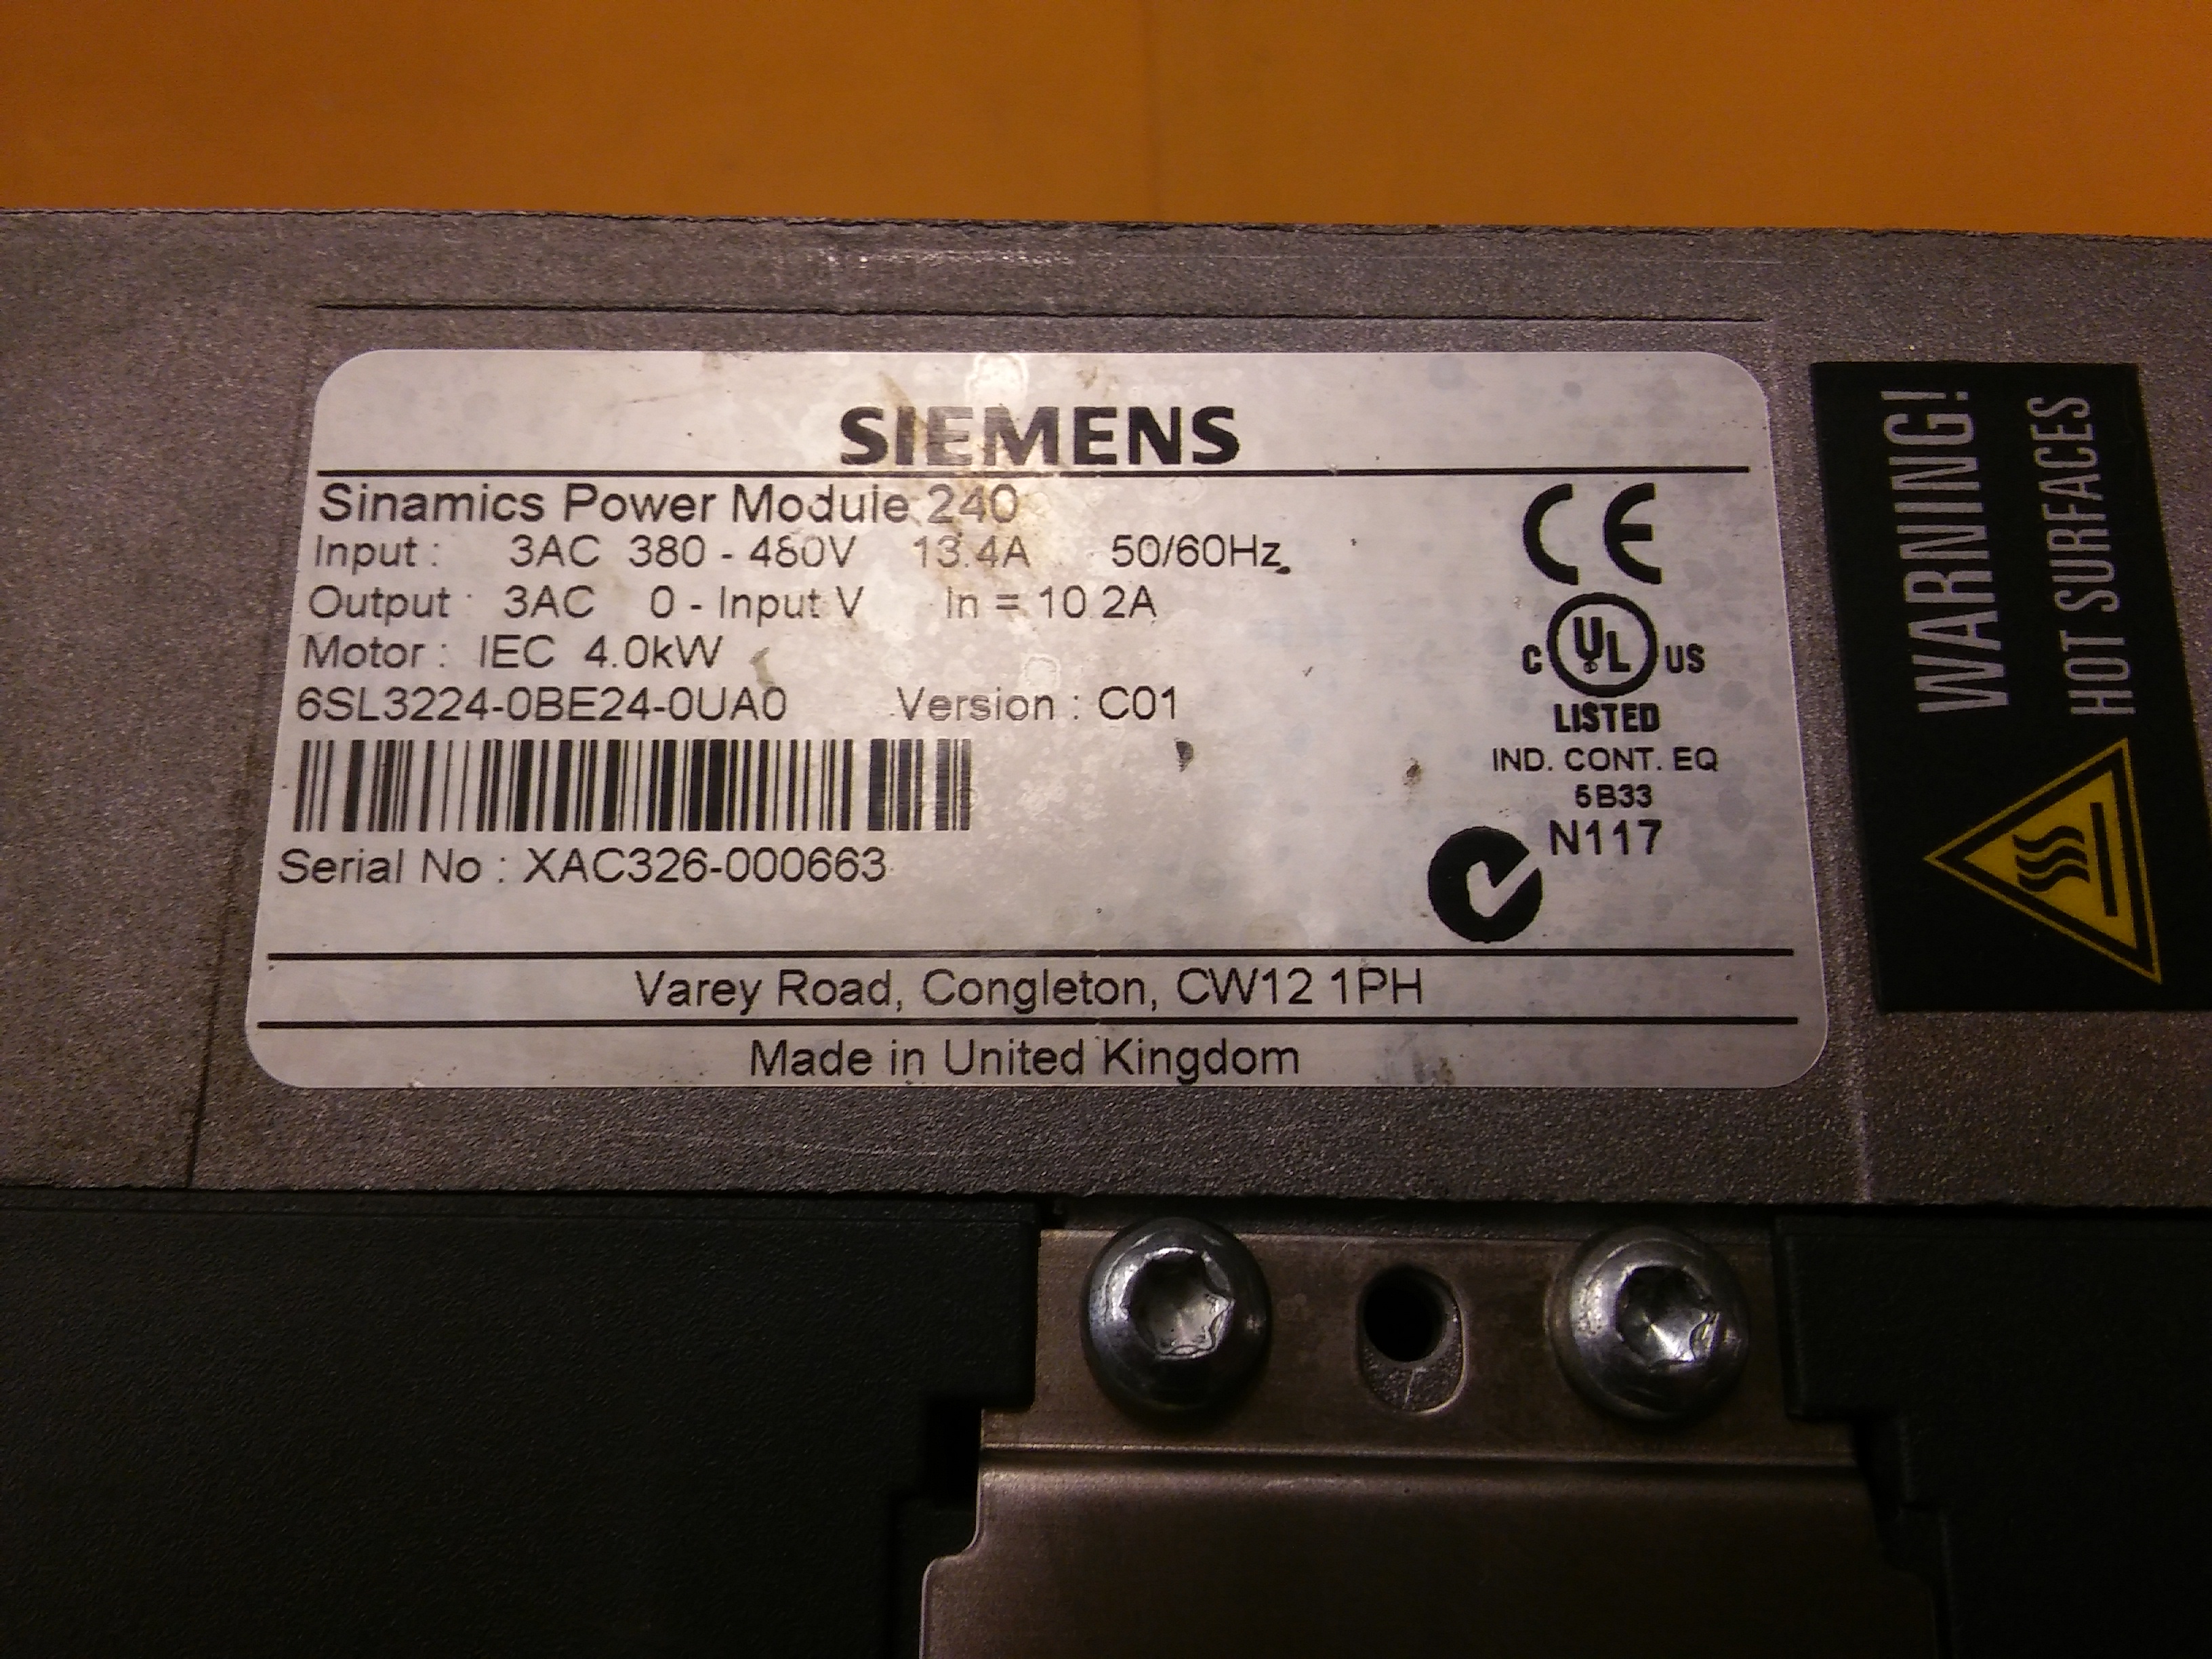 SIEMENS
Sinamics Power Module 240
Input : 3AC 380 - 480V 13.4A 50/60Hz
Output : 3AC 0 - Input V In = 10.2A
Motor : IEC 4.0kW
6SL3224-0BE24-0UA0 Version : C01
Serial No : XAC326-000663
CE
C UL US
LISTED
IND. CONT. EQ
5B33
N117
Varey Road, Congleton, CW12 1PH
Made in United Kingdom
WARNING!
HOT SURFACES